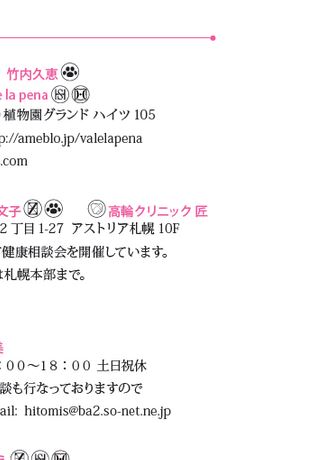 竹内久恵
e la pena
植物園グランド ハイツ 105
p://ameblo.jp/valelapena
.com
文子 高輪クリニック 匠
2 丁目 1-27 アストリア札幌 10F
健康相談会を開催しています。
札幌本部まで。
：００～１８：００ 土日祝休
談も行なっておりますので
ail: hitomis@ba2.so-net.ne.jp